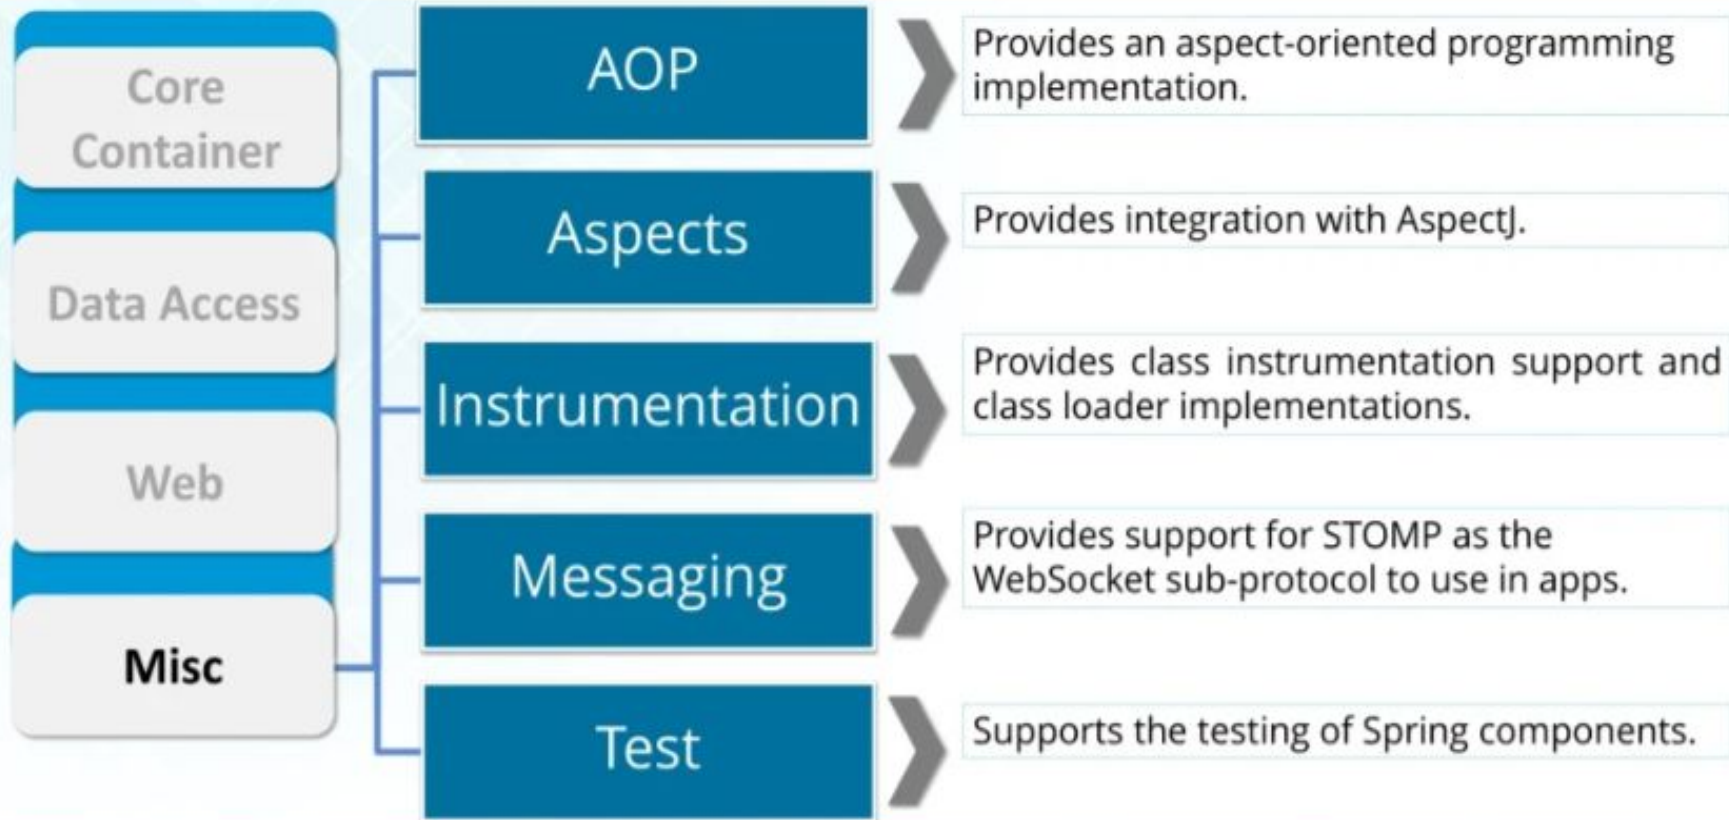 Core
Container
Data Access
Web
Misc
AOP
Provides an aspect-oriented programming
implementation.
Aspects
Provides integration with AspectJ.
Instrumentation
Provides class instrumentation support and
class loader implementations.
Messaging
Provides support for STOMP as the
WebSocket sub-protocol to use in apps.
Test
Supports the testing of Spring components.